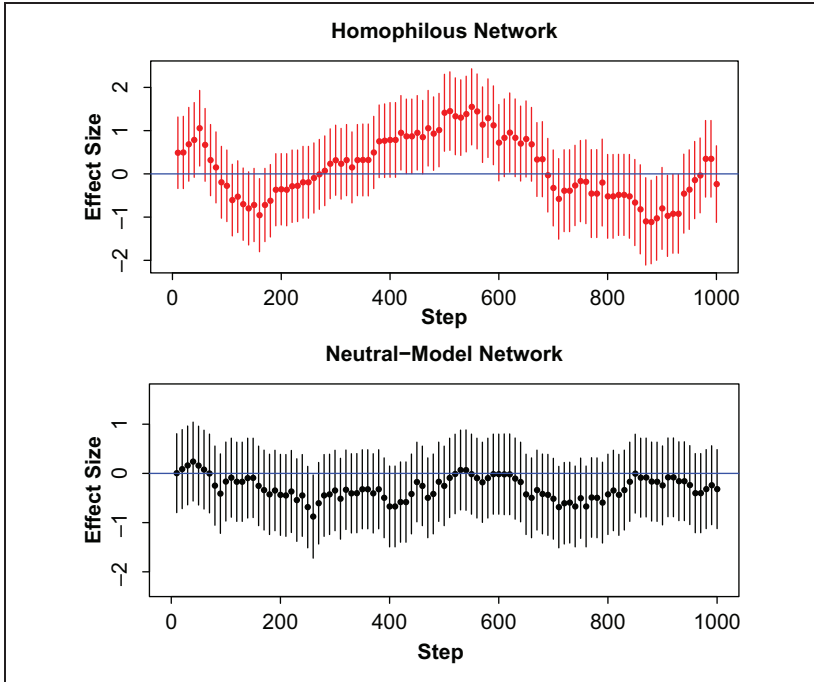 Homophilous Network
Effect Size
2
1
0
−1
−2
0 200 400 600 800 1000
Step
Neutral−Model Network
Effect Size
1
0
−1
−2
0 200 400 600 800 1000
Step